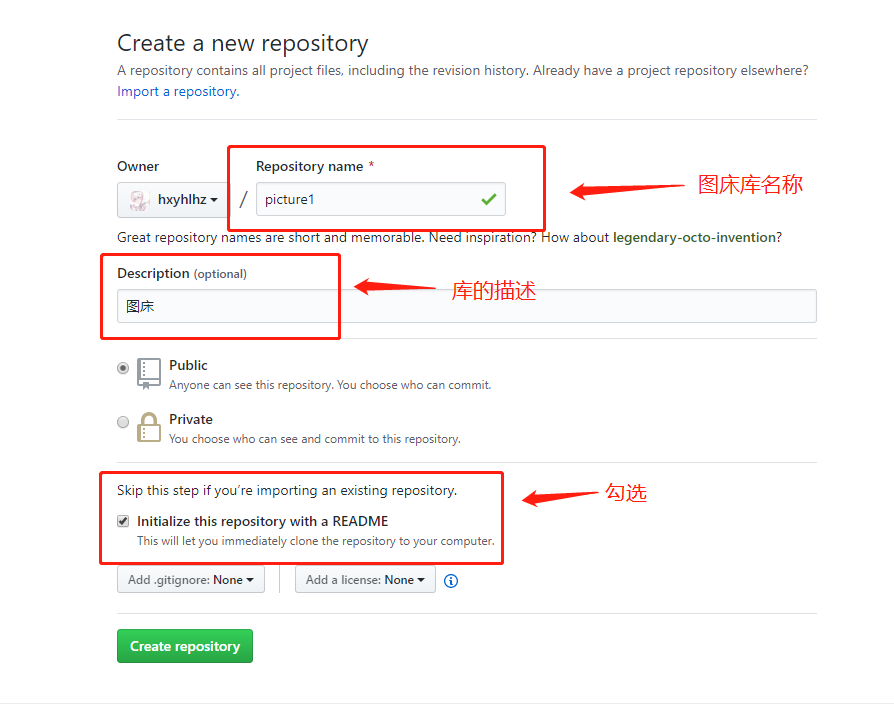 Create a new repository
A repository contains all project files, including the revision history. Already have a project repository elsewhere?
Import a repository.
Owner
Repository name *
hxyhlhz
/
picture1
图床库名称
Great repository names are short and memorable. Need inspiration? How about legendary-octo-invention?
Description (optional)
库的描述
图床
Public
Anyone can see this repository. You choose who can commit.
Private
You choose who can see and commit to this repository.
Skip this step if you're importing an existing repository.
勾选
Initialize this repository with a README
This will let you immediately clone the repository to your computer.
Add .gitignore: None
Add a license: None
Create repository